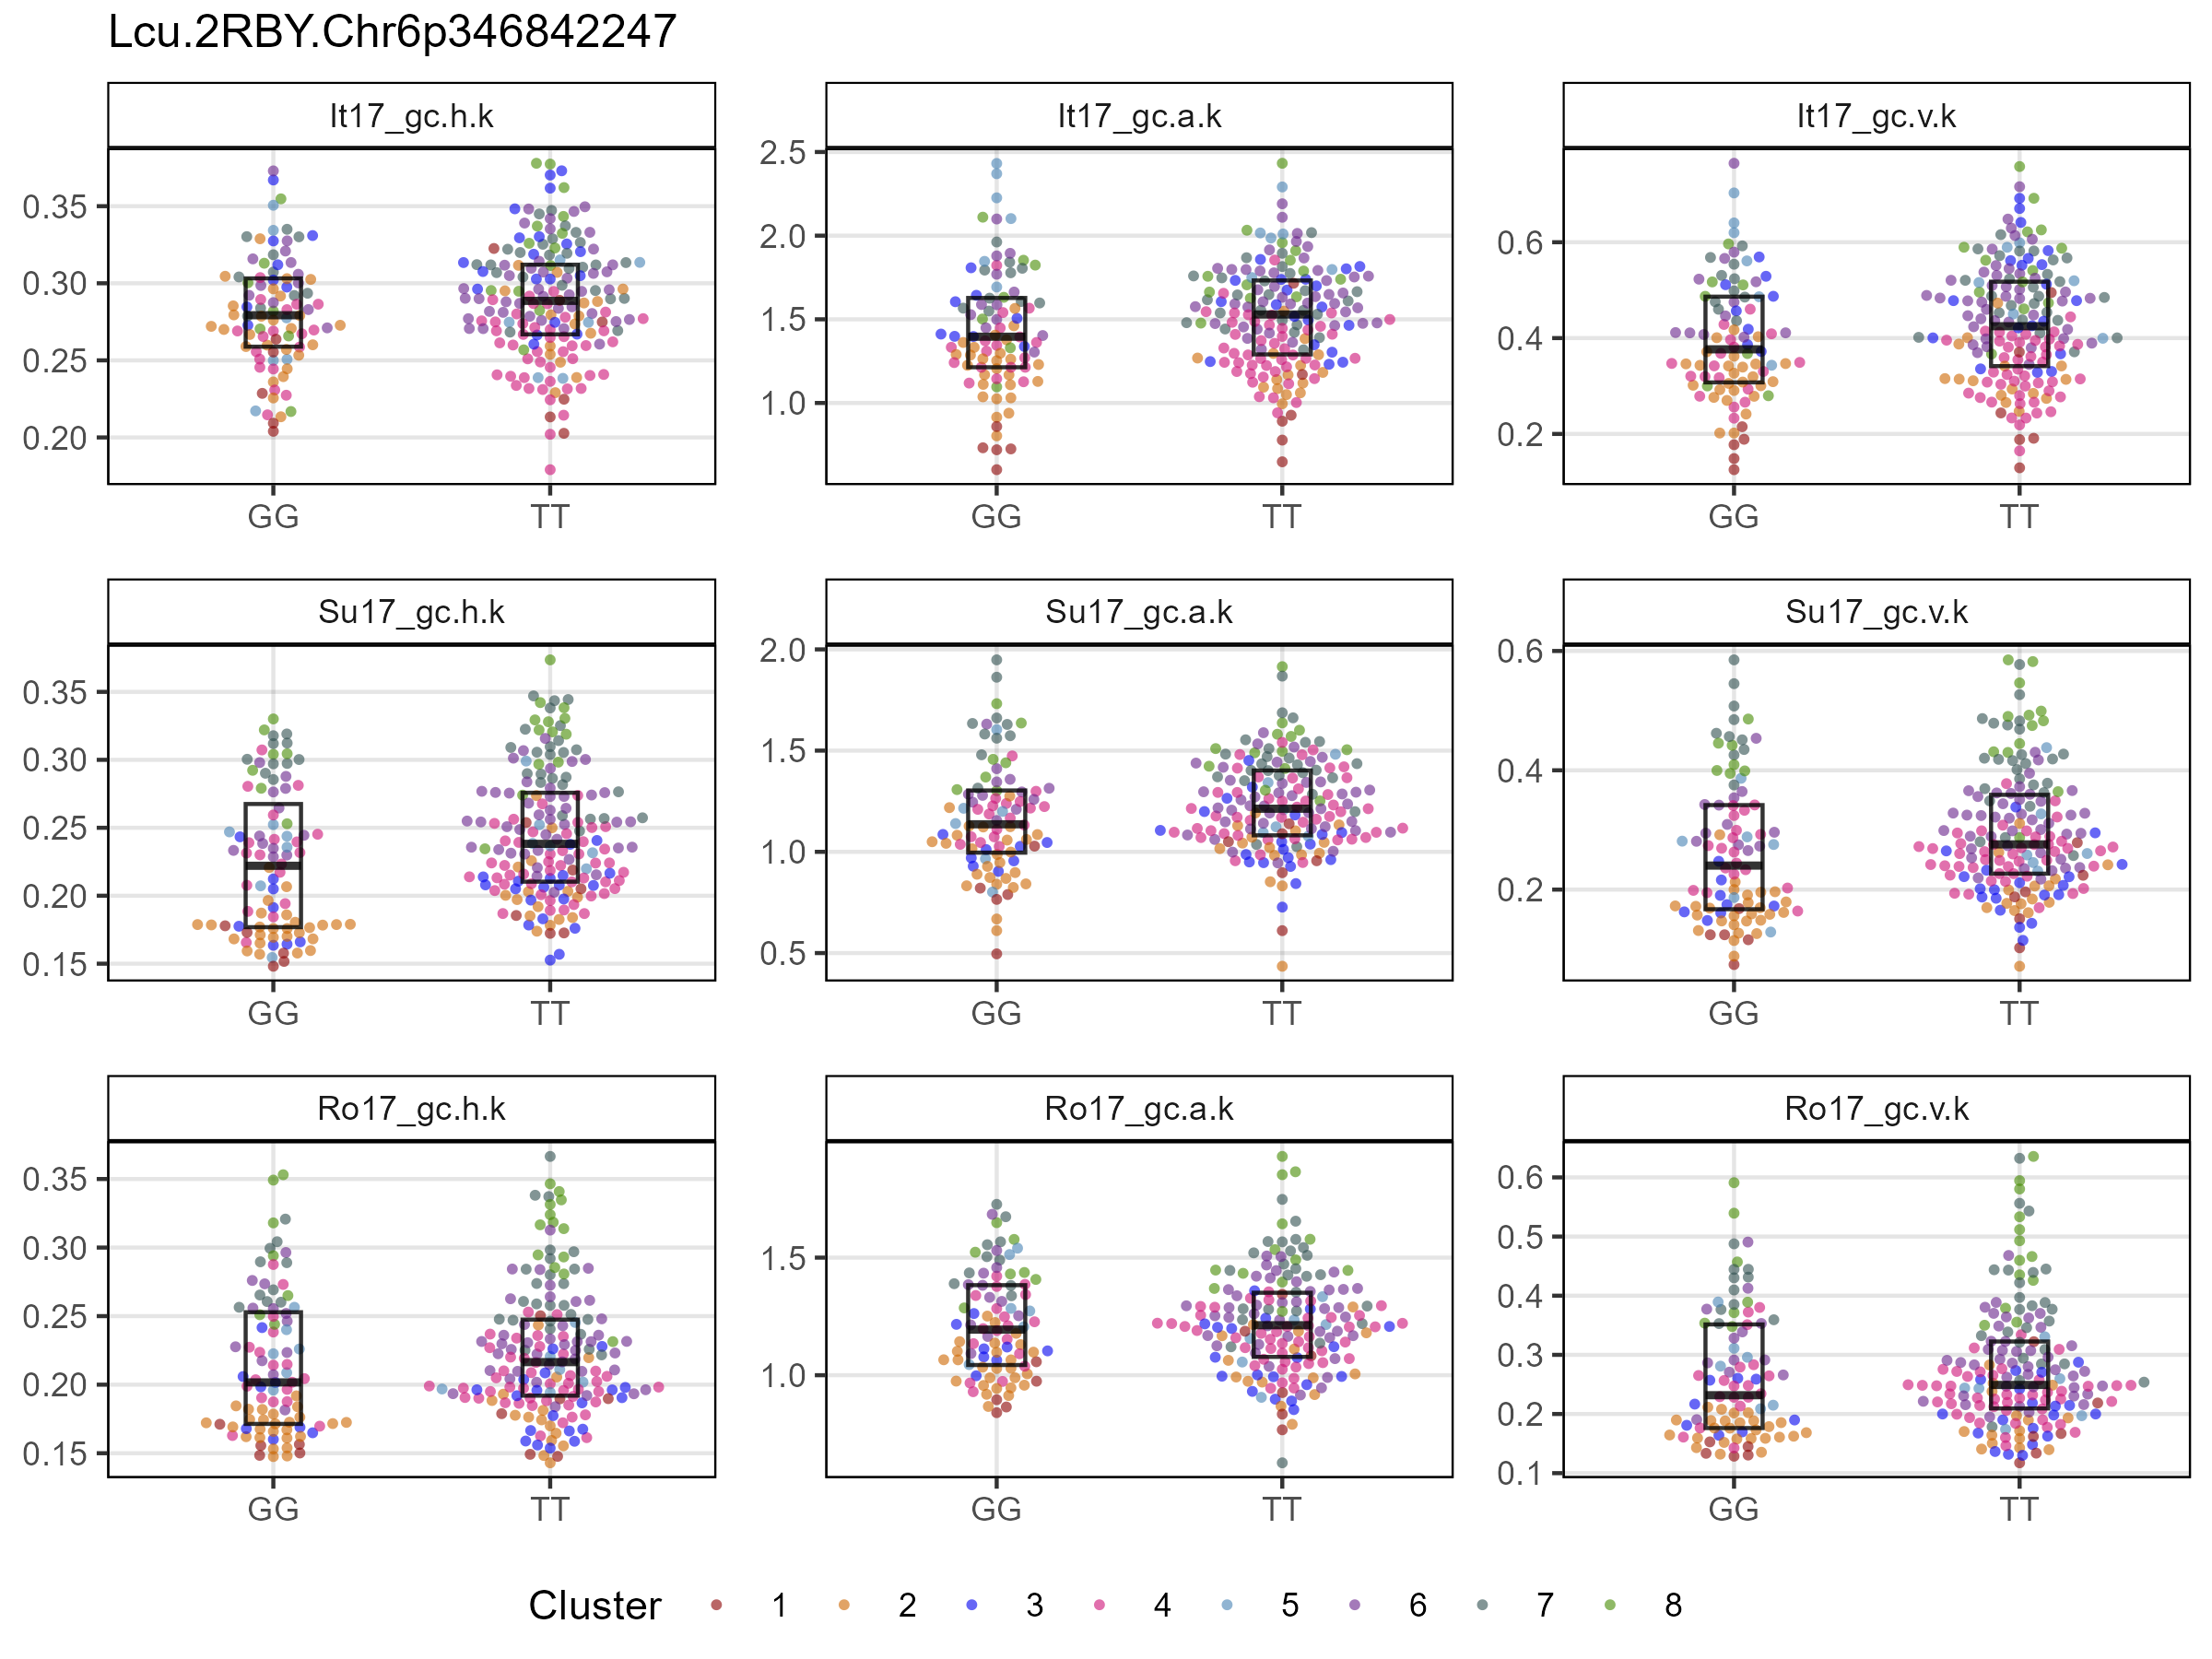 Lcu.2RBY.Chr6p346842247
It17_gc.h.k
It17_gc.a.k
It17_gc.v.k
0.35
0.30
0.25
0.20
2.5
2.0
1.5
1.0
0.6
0.4
0.2
GG TT
GG TT
GG TT
Su17_gc.h.k
Su17_gc.a.k
Su17_gc.v.k
0.35
0.30
0.25
0.20
0.15
2.0
1.5
1.0
0.5
0.6
0.4
0.2
GG TT
GG TT
GG TT
Ro17_gc.h.k
Ro17_gc.a.k
Ro17_gc.v.k
0.35
0.30
0.25
0.20
0.15
1.5
1.0
0.6
0.5
0.4
0.3
0.2
0.1
GG TT
GG TT
GG TT
Cluster 1 2 3 4 5 6 7 8